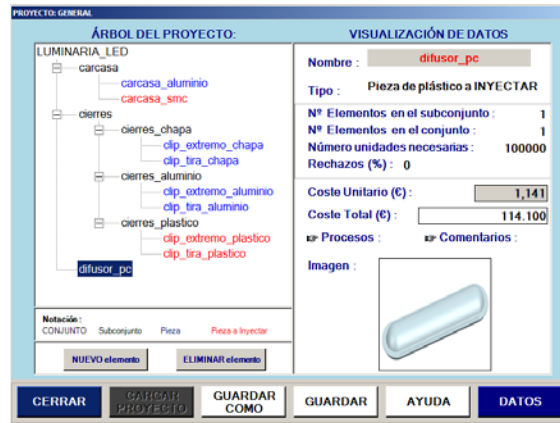 PROYECTO: GENERAL
ÁRBOL DEL PROYECTO:
LUMINARIA_LED
carcasa
carcasa_aluminio
carcasa_smc
cierres
cierres_chapa
clip_extremo_chapa
clip_tira_chapa
cierres_aluminio
clip_extremo_aluminio
clip_tira_aluminio
cierres_plastico
clip_extremo_plastico
clip_tira_plastico
difusor_pc
Notación :
CONJUNTO Subconjunto Pieza Pieza a Inyectar
NUEVO elemento ELIMINAR elemento
VISUALIZACIÓN DE DATOS
Nombre : difusor_pc
Tipo : Pieza de plástico a INYECTAR
Nº Elementos en el subconjunto : 1
Nº Elementos en el conjunto : 1
Número unidades necesarias : 100000
Rechazos (%) : 0
Coste Unitario (€) : 1,141
Coste Total (€) : 114.100
☞ Procesos : ☞ Comentarios :
Imagen :
CERRAR CARGAR PROYECTO GUARDAR COMO GUARDAR AYUDA DATOS